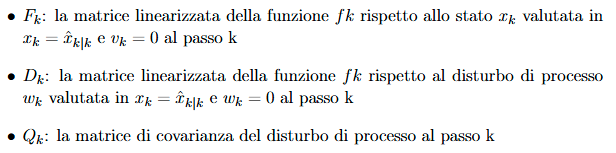 • F_k: la matrice linearizzata della funzione fk rispetto allo stato x_k valutata in
x_k = x̂_{k|k} e v_k = 0 al passo k
• D_k: la matrice linearizzata della funzione fk rispetto al disturbo di processo
w_k valutata in x_k = x̂_{k|k} e w_k = 0 al passo k
• Q_k: la matrice di covarianza del disturbo di processo al passo k